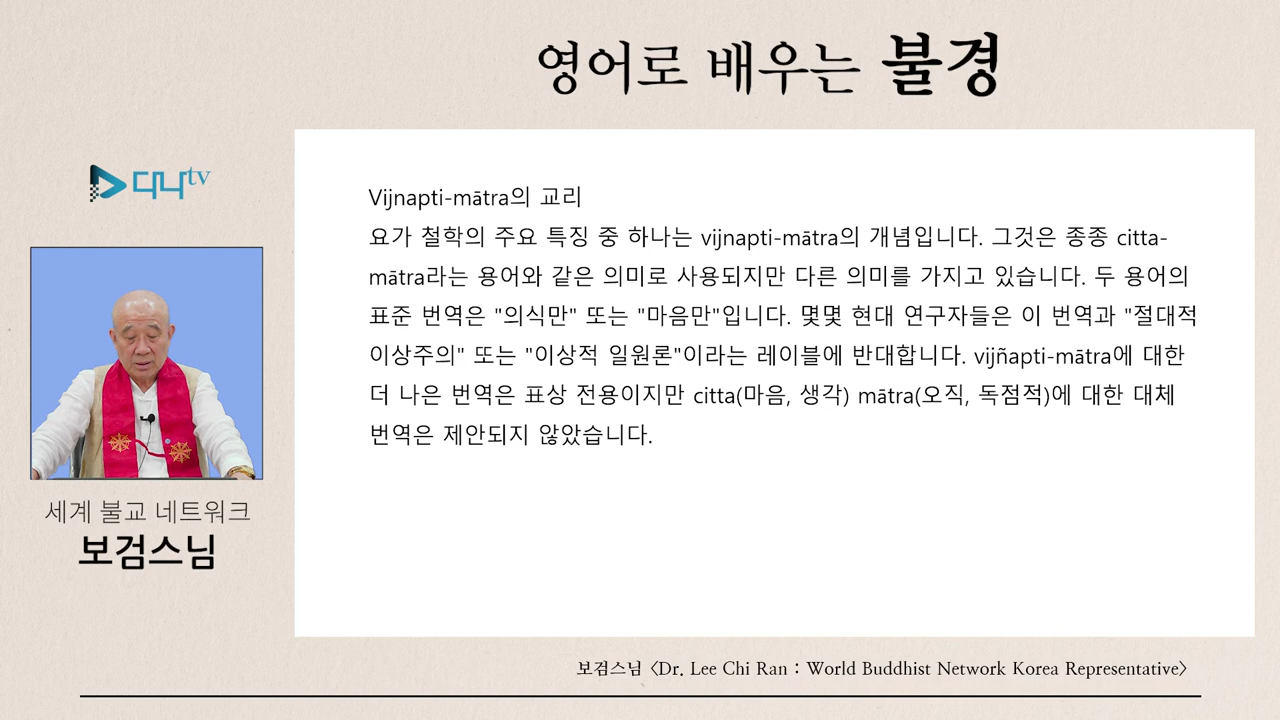 영어로 배우는 불경
디나tv
Vijnapti-mātra의 교리
요가 철학의 주요 특징 중 하나는 vijnapti-mātra의 개념입니다. 그것은 종종 citta-
mātra라는 용어와 같은 의미로 사용되지만 다른 의미를 가지고 있습니다. 두 용어의
표준 번역은 "의식만" 또는 "마음만"입니다. 몇몇 현대 연구자들은 이 번역과 "절대적
이상주의" 또는 "이상적 일원론"이라는 레이블에 반대합니다. vijñapti-mātra에 대한
더 나은 번역은 표상 전용이지만 citta(마음, 생각) mātra(오직, 독점적)에 대한 대체
번역은 제안되지 않았습니다.
세계 불교 네트워크
보검스님
보검스님 <Dr. Lee Chi Ran : World Buddhist Network Korea Representative>